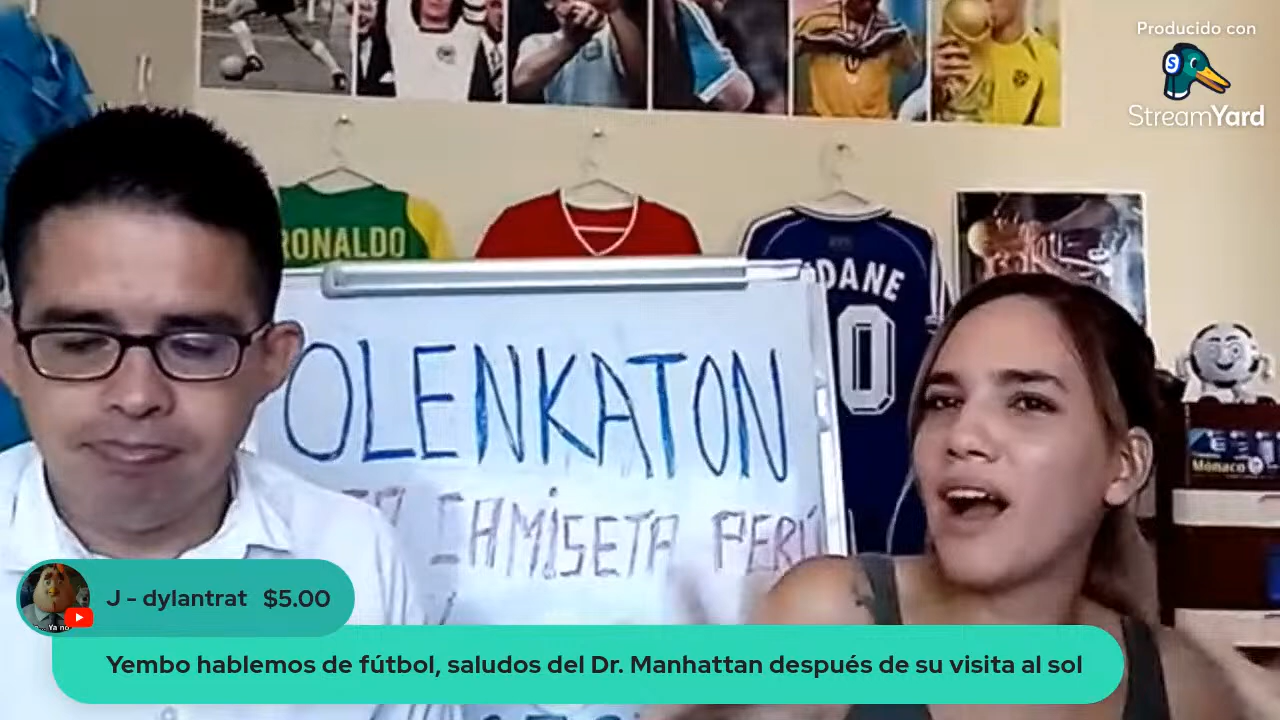 Producido con
StreamYard
RONALDO
DANE
10
OLENKATON
CAMISETA PERÚ
Mónaco
J - dylantrat $5.00
Yembo hablemos de fútbol, saludos del Dr. Manhattan después de su visita al sol